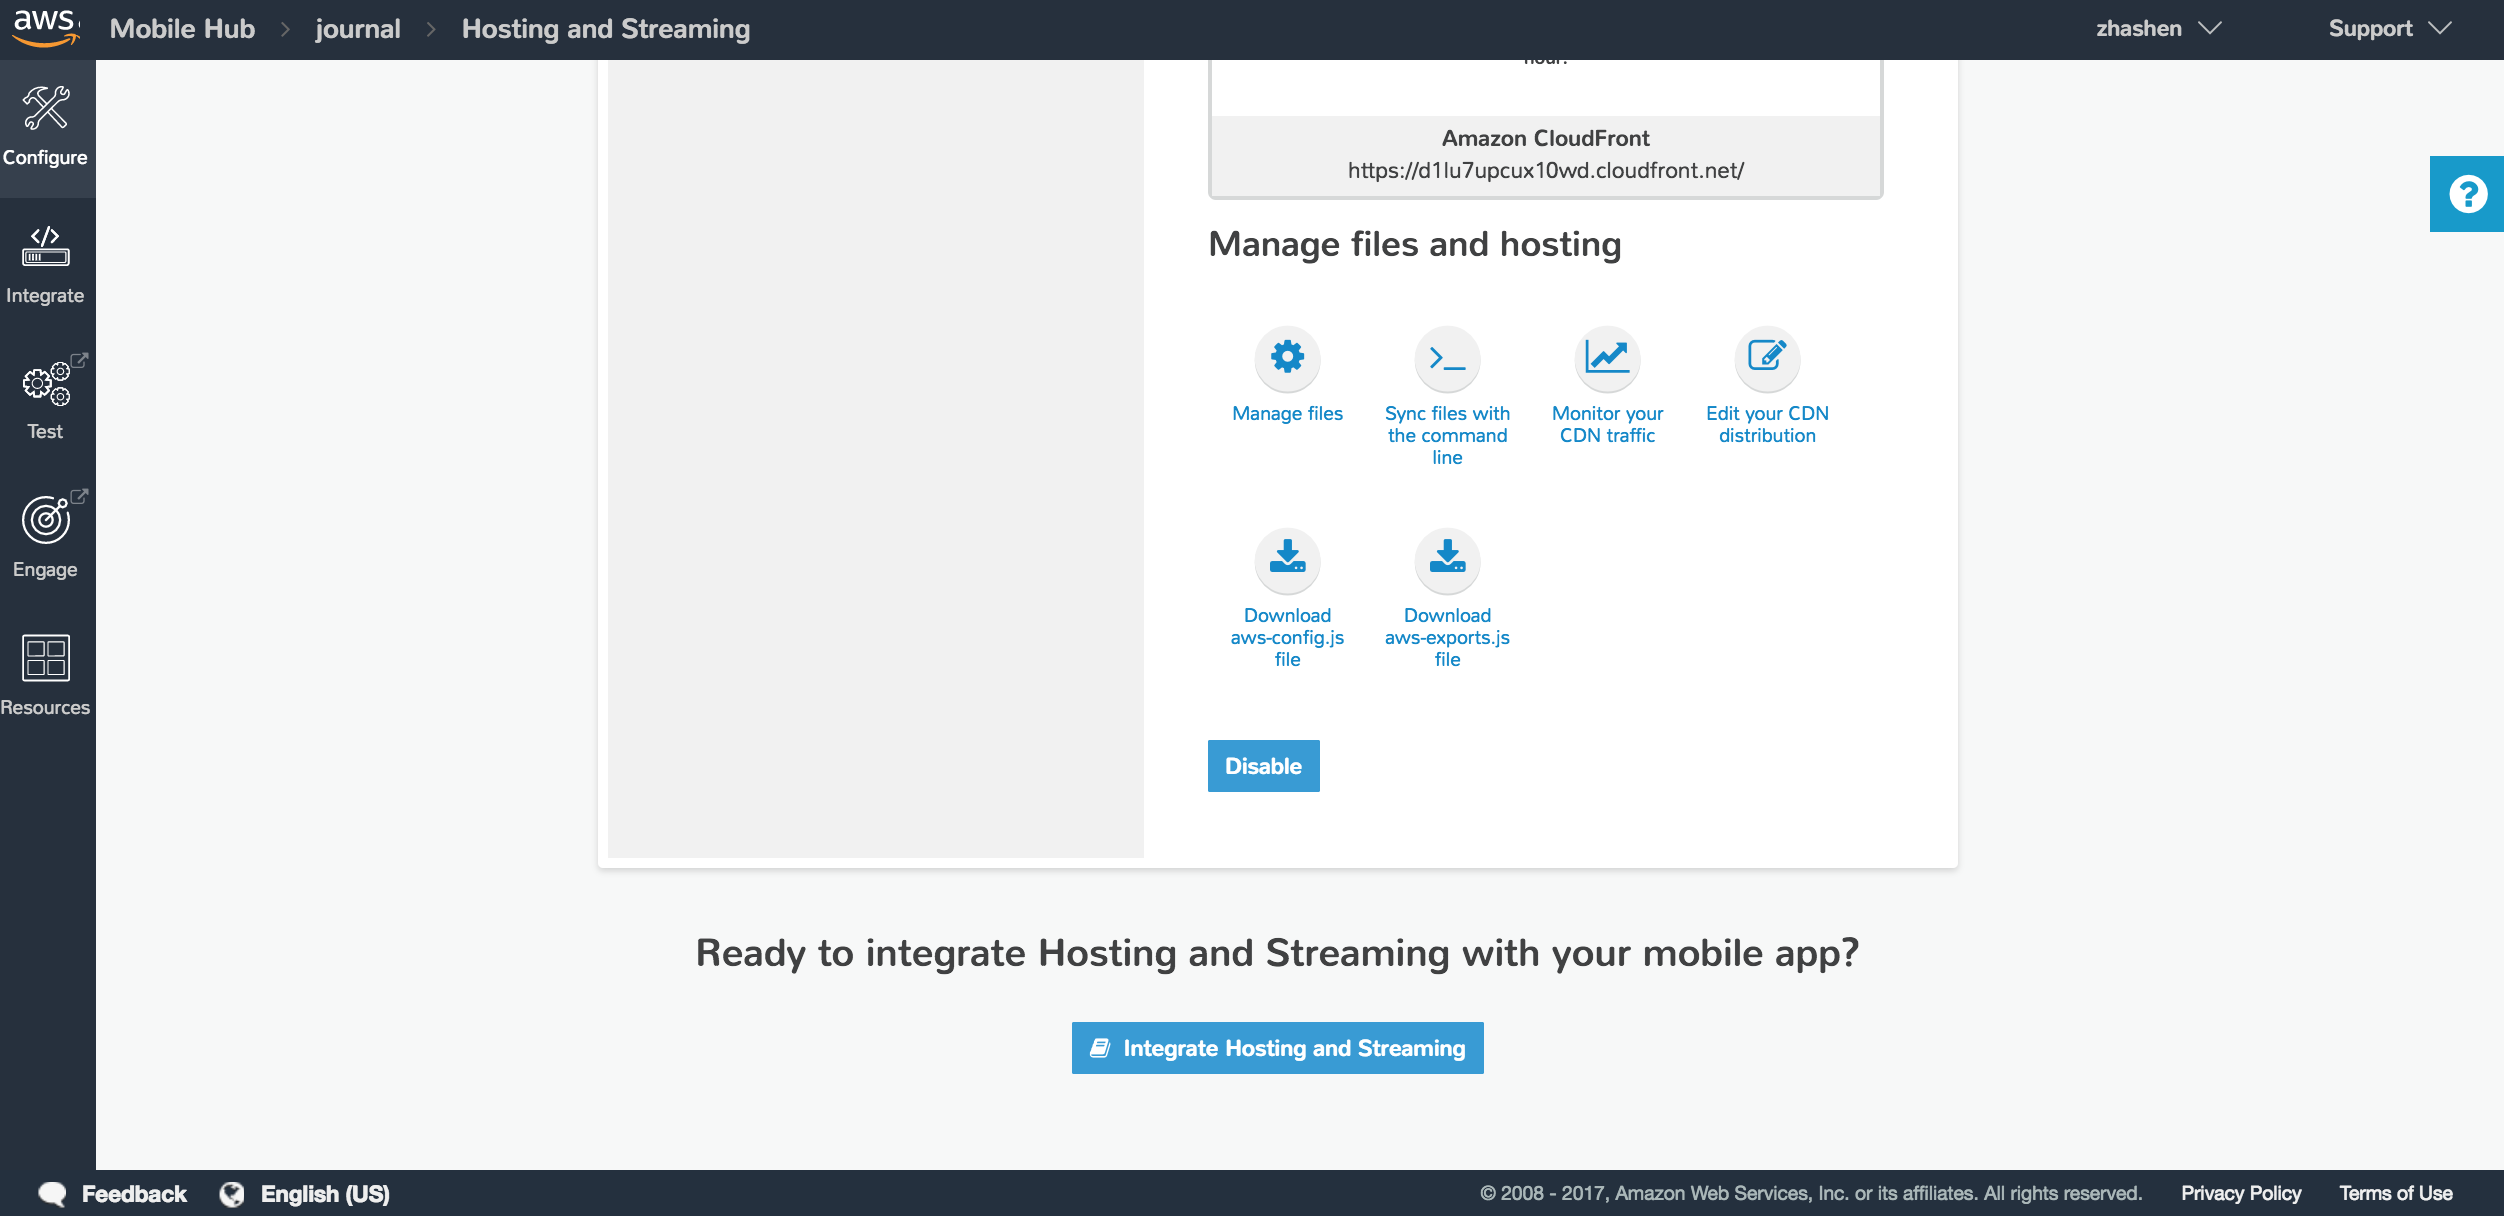 aws
Mobile Hub > journal > Hosting and Streaming
zhashen
Support
Configure
Integrate
Test
Engage
Resources
hour.
Amazon CloudFront
https://d1lu7upcux10wd.cloudfront.net/
Manage files and hosting
Manage files
Sync files with
the command
line
Monitor your
CDN traffic
Edit your CDN
distribution
Download
aws-config.js
file
Download
aws-exports.js
file
Disable
Ready to integrate Hosting and Streaming with your mobile app?
Integrate Hosting and Streaming
Feedback
English (US)
© 2008 - 2017, Amazon Web Services, Inc. or its affiliates. All rights reserved.
Privacy Policy
Terms of Use